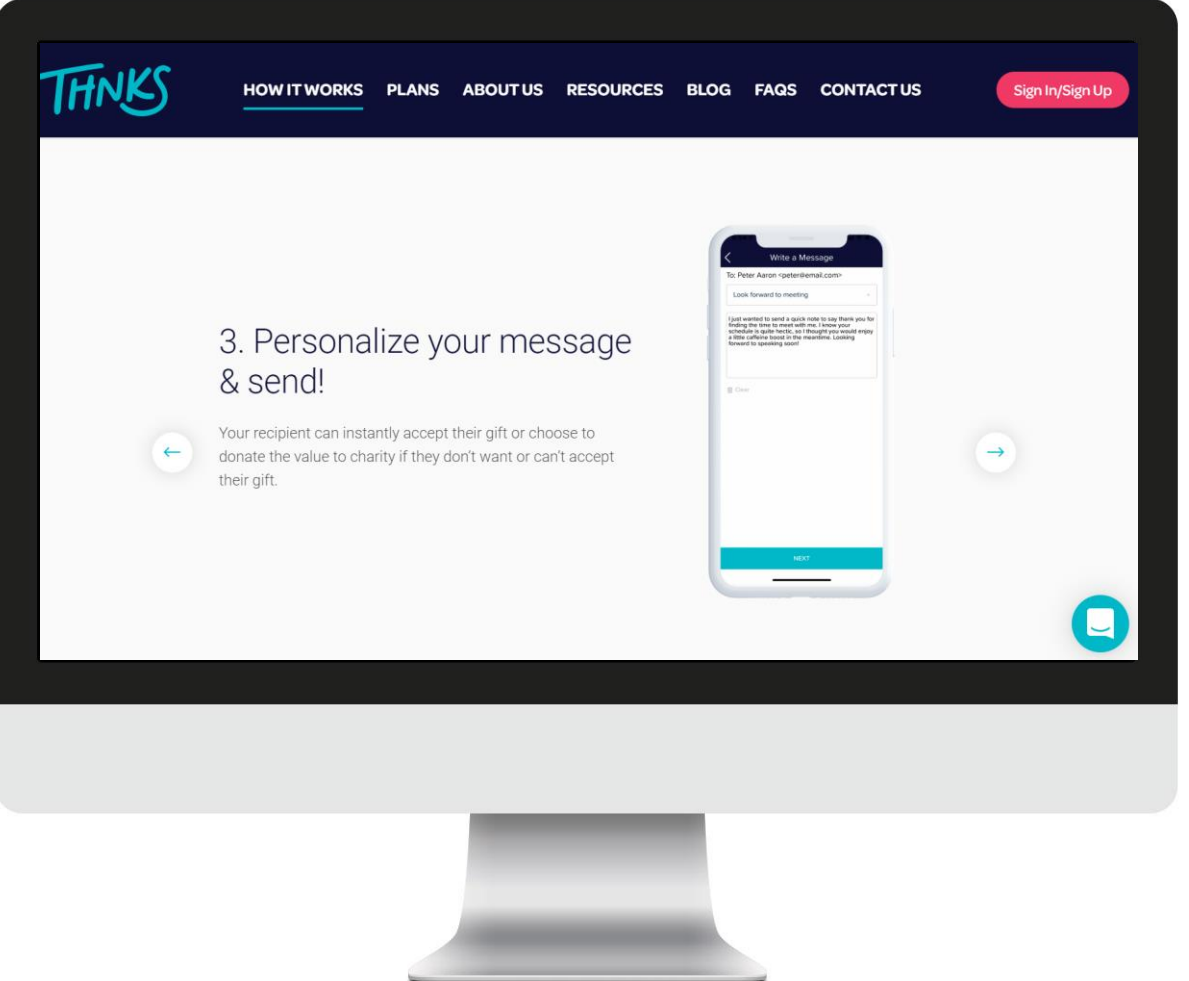 THNKS
HOW IT WORKS PLANS ABOUT US RESOURCES BLOG FAQS CONTACT US
Sign In/Sign Up
3. Personalize your message
& send!
Your recipient can instantly accept their gift or choose to
donate the value to charity if they don't want or can't accept
their gift.
Write a Message
To: Peter Aaron <peter@email.com>
Look forward to meeting
I just wanted to send a quick note to say thank you for
finding the time to meet with me. I know your
schedule is quite hectic, so I thought you would enjoy
a little caffeine boost in the meantime. Looking
forward to speaking soon!
Clear
NEXT